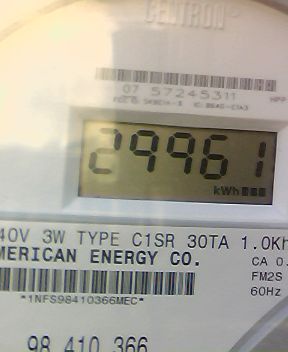 CENTRON
07 57245311
HPP
29961
kWh
40V 3W TYPE C1SR 30TA 1.0Kh
MERICAN ENERGY CO.
CA 0.
FM2S
60Hz
*1NFS98410366MEC*
98 410 366